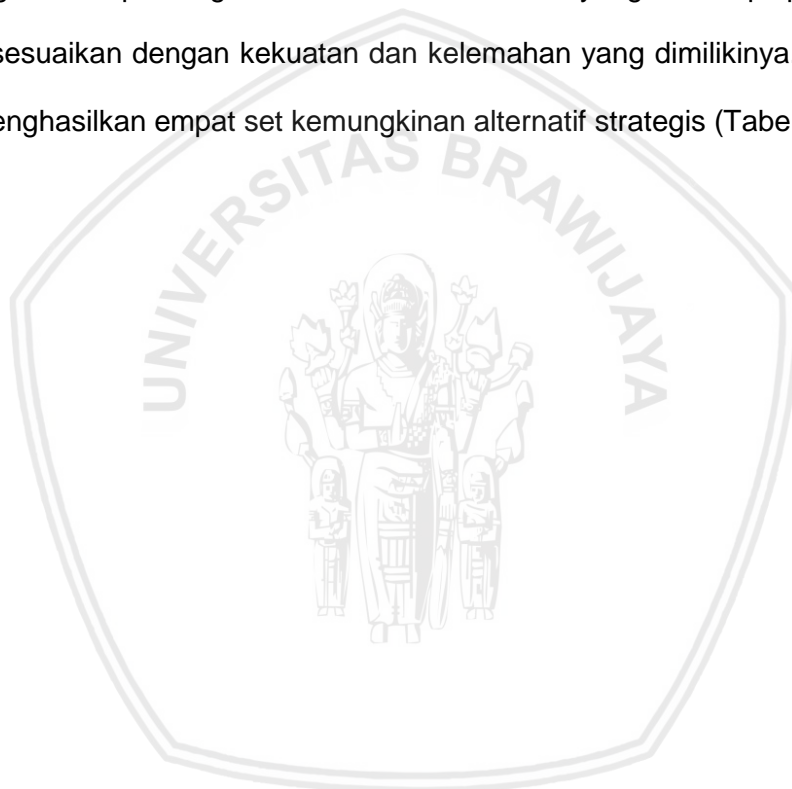 sesuaikan dengan kekuatan dan kelemahan yang dimilikinya.
enghasilkan empat set kemungkinan alternatif strategis (Tabe
UNIVERSITAS BRAWIJAYA